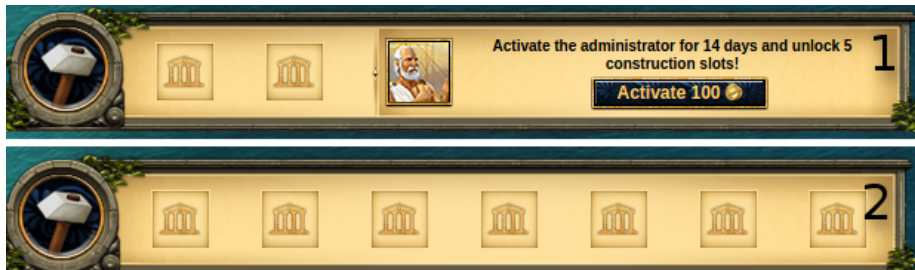 Activate the administrator for 14 days and unlock 5
construction slots!
1
Activate 100
2